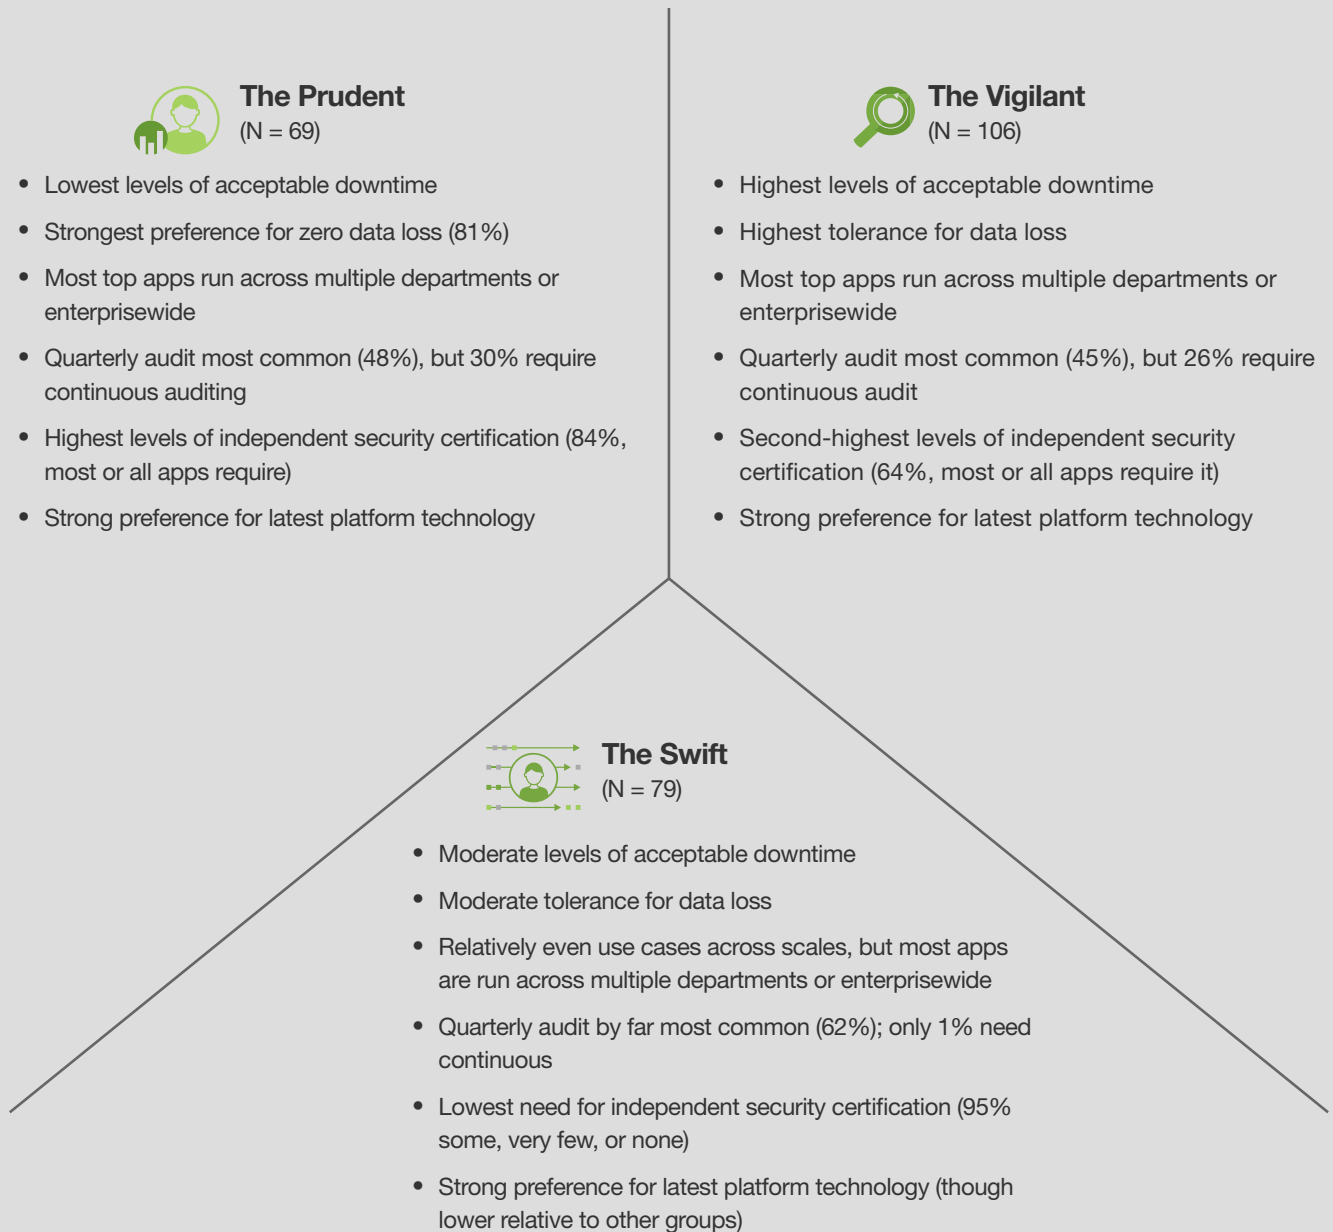 The Prudent
(N = 69)
• Lowest levels of acceptable downtime
• Strongest preference for zero data loss (81%)
• Most top apps run across multiple departments or
enterprisewide
• Quarterly audit most common (48%), but 30% require
continuous auditing
• Highest levels of independent security certification (84%,
most or all apps require)
• Strong preference for latest platform technology
The Vigilant
(N = 106)
• Highest levels of acceptable downtime
• Highest tolerance for data loss
• Most top apps run across multiple departments or
enterprisewide
• Quarterly audit most common (45%), but 26% require
continuous audit
• Second-highest levels of independent security
certification (64%, most or all apps require it)
• Strong preference for latest platform technology
The Swift
(N = 79)
• Moderate levels of acceptable downtime
• Moderate tolerance for data loss
• Relatively even use cases across scales, but most apps
are run across multiple departments or enterprisewide
• Quarterly audit by far most common (62%); only 1% need
continuous
• Lowest need for independent security certification (95%
some, very few, or none)
• Strong preference for latest platform technology (though
lower relative to other groups)